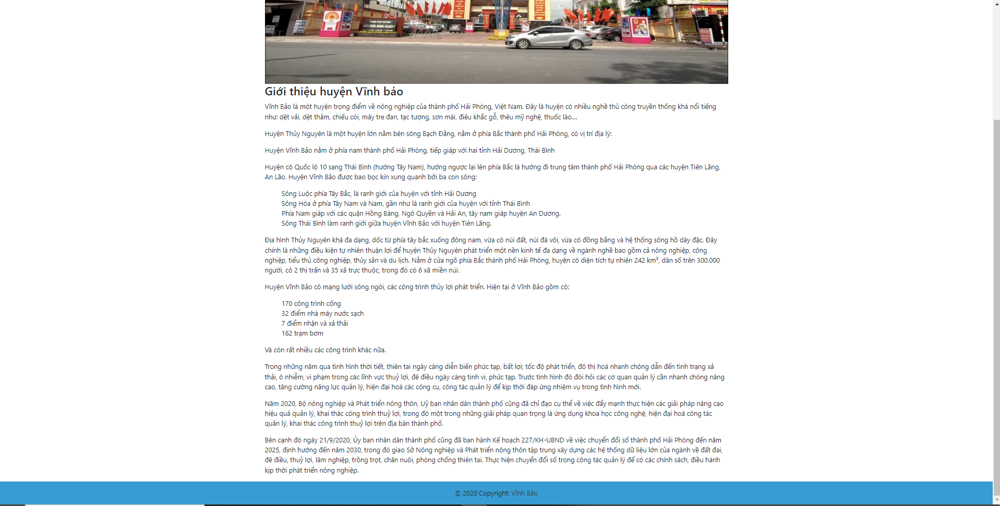 NGUYỄN BỈNH KHIÊM
Giới thiệu huyện Vĩnh bảo
Vĩnh Bảo là một huyện trọng điểm về nông nghiệp của thành phố Hải Phòng, Việt Nam. Đây là huyện có nhiều nghề thủ công truyền thống khá nổi tiếng
như: dệt vải, dệt thảm, chiếu cói, mây tre đan, tạc tượng, sơn mài, điêu khắc gỗ, thêu mỹ nghệ, thuốc lào....
Huyện Thủy Nguyên là một huyện lớn nằm bên sông Bạch Đằng, nằm ở phía Bắc thành phố Hải Phòng, có vị trí địa lý:
Huyện Vĩnh Bảo nằm ở phía nam thành phố Hải Phòng, tiếp giáp với hai tỉnh Hải Dương, Thái Bình
Huyện có Quốc lộ 10 sang Thái Bình (hướng Tây Nam), hướng ngược lại lên phía Bắc là hướng đi trung tâm thành phố Hải Phòng qua các huyện Tiên Lãng,
An Lão. Huyện Vĩnh Bảo được bao bọc kín xung quanh bởi ba con sông:
Sông Luộc phía Tây Bắc, là ranh giới của huyện với tỉnh Hải Dương
Sông Hóa ở phía Tây Nam và Nam, gần như là ranh giới của huyện với tỉnh Thái Bình
Phía Nam giáp với các quận Hồng Bàng, Ngô Quyền và Hải An, tây nam giáp huyện An Dương.
Sông Thái Bình làm ranh giới giữa huyện Vĩnh Bảo với huyện Tiên Lãng.
Địa hình Thủy Nguyên khá đa dạng, dốc từ phía tây bắc xuống đông nam, vừa có núi đất, núi đá vôi, vừa có đồng bằng và hệ thống sông hồ dày đặc. Đây
chính là những điều kiện tự nhiên thuận lợi để huyện Thủy Nguyên phát triển một nền kinh tế đa dạng về ngành nghề bao gồm cả nông nghiệp, công
nghiệp, tiểu thủ công nghiệp, thủy sản và du lịch. Nằm ở cửa ngõ phía Bắc thành phố Hải Phòng, huyện có diện tích tự nhiên 242 km², dân số trên 300.000
người, có 2 thị trấn và 35 xã trực thuộc, trong đó có 6 xã miền núi.
Huyện Vĩnh Bảo có mạng lưới sông ngòi, các công trình thủy lợi phát triển. Hiện tại ở Vĩnh Bảo gồm có:
170 công trình cống
32 điểm nhà máy nước sạch
7 điểm nhận và xả thải
162 trạm bơm
Và còn rất nhiều các công trình khác nữa.
Trong những năm qua tình hình thời tiết, thiên tai ngày càng diễn biến phức tạp, bất lợi; tốc độ phát triển, đô thị hoá nhanh chóng dẫn đến tình trạng xả
thải, ô nhiễm, vi phạm trong các lĩnh vực thuỷ lợi, đê điều ngày càng tinh vi, phức tạp. Trước tình hình đó đòi hỏi các cơ quan quản lý cần nhanh chóng nâng
cao, tăng cường năng lực quản lý, hiện đại hoá các công cụ, công tác quản lý để kịp thời đáp ứng nhiệm vụ trong tình hình mới.
Năm 2020, Bộ nông nghiệp và Phát triển nông thôn, Uỷ ban nhân dân thành phố cũng đã chỉ đạo cụ thể về việc đẩy mạnh thực hiện các giải pháp nâng cao
hiệu quả quản lý, khai thác công trình thuỷ lợi, trong đó một trong những giải pháp quan trọng là ứng dụng khoa học công nghệ, hiện đại hoá công tác
quản lý, khai thác công trình thuỷ lợi trên địa bàn thành phố.
Bên cạnh đó ngày 21/9/2020, Ủy ban nhân dân thành phố cũng đã ban hành Kế hoạch 227/KH-UBND về việc chuyển đổi số thành phố Hải Phòng đến năm
2025, định hướng đến năm 2030, trong đó giao Sở Nông nghiệp và Phát triển nông thôn tập trung xây dựng các hệ thống dữ liệu lớn của ngành về đất đai,
đê điều, thuỷ lợi, lâm nghiệp, trồng trọt, chăn nuôi, phòng chống thiên tai. Thực hiện chuyển đổi số trong công tác quản lý để có các chính sách, điều hành
kịp thời phát triển nông nghiệp.
© 2020 Copyright: Vĩnh Bảo